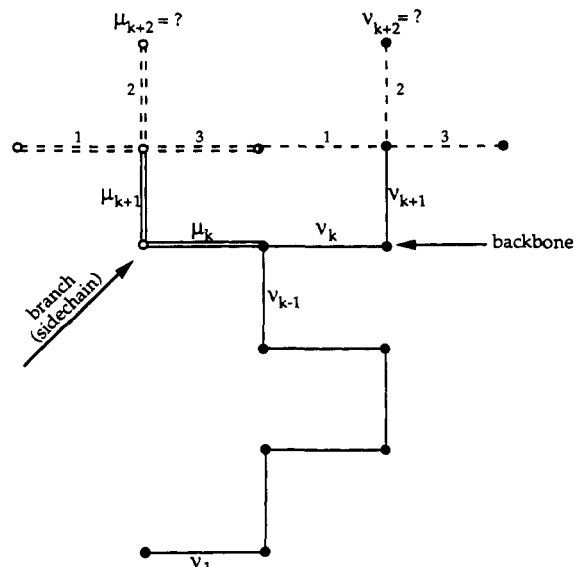 μk+2 = ?
νk+2 = ?
2
2
1
3
1
3
μk+1
νk+1
μk
νk
backbone
branch
(sidechain)
νk-1
ν1